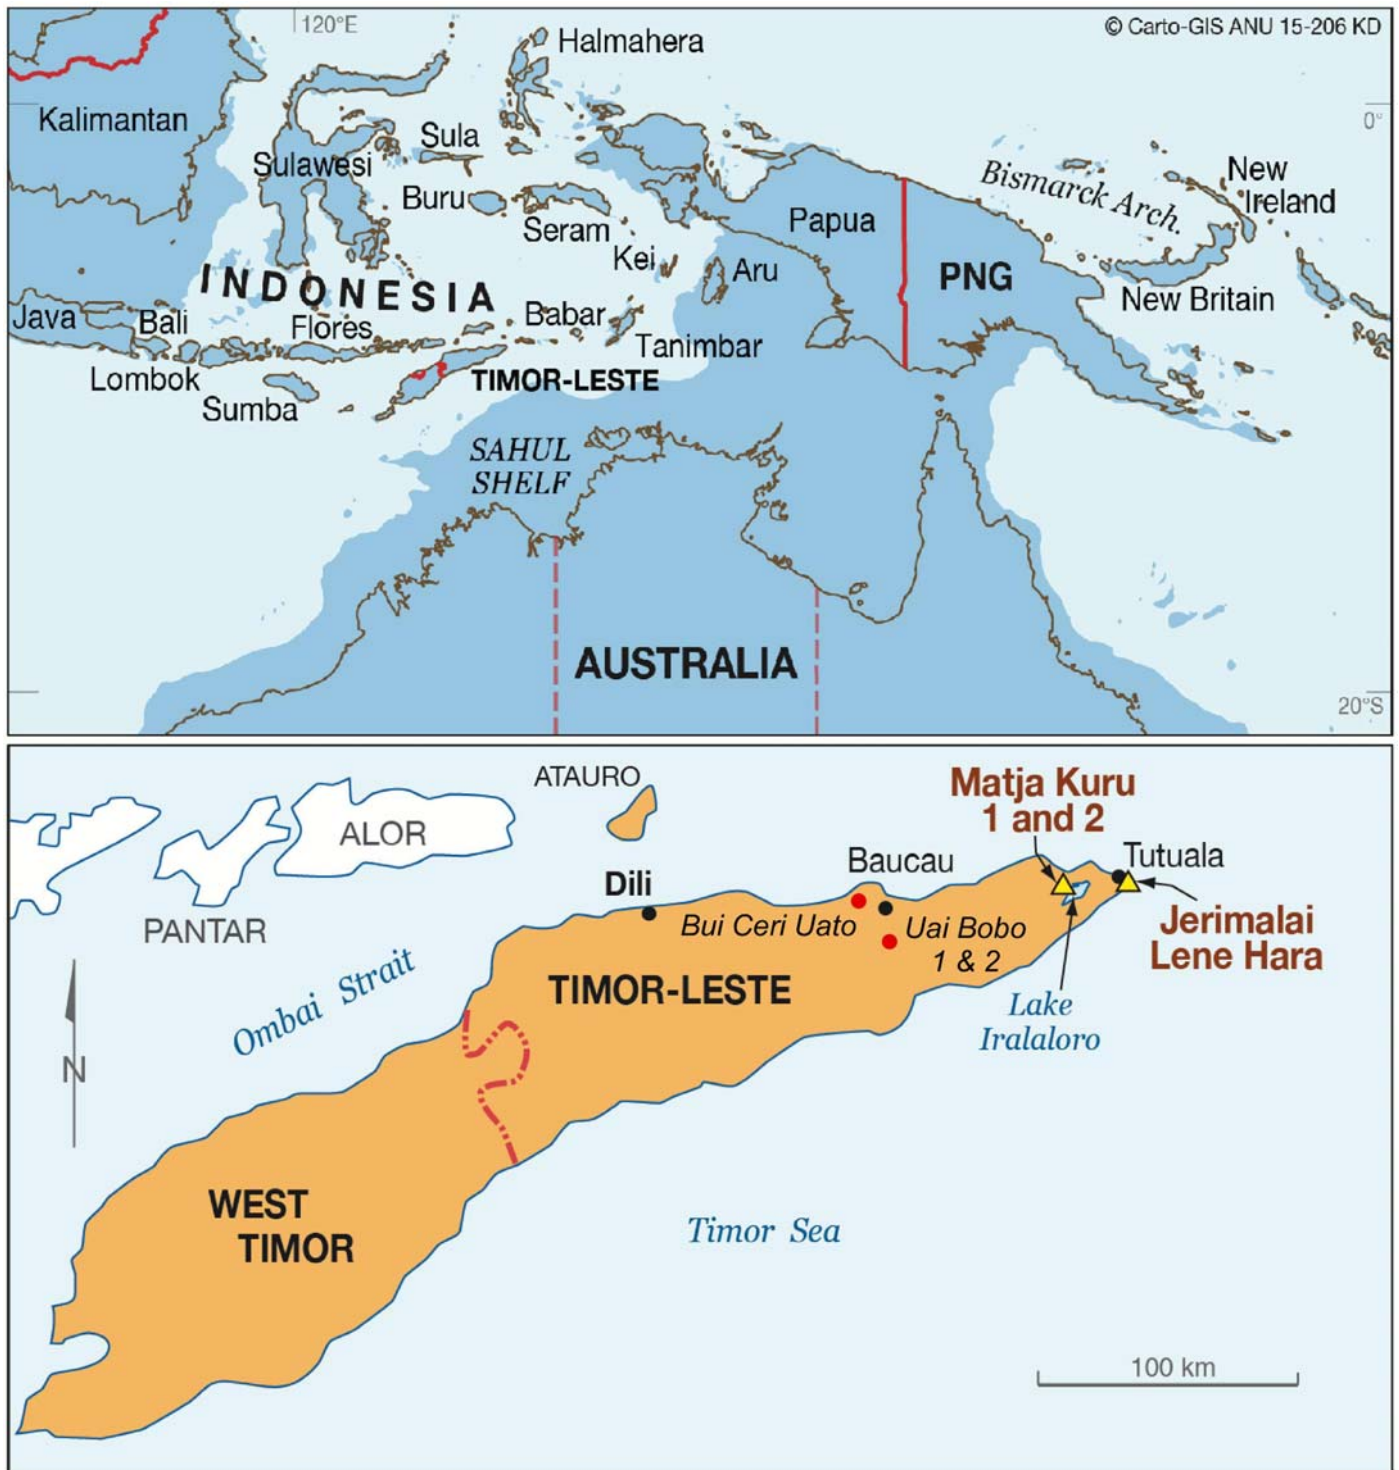 120°E
© Carto-GIS ANU 15-206 KD
Halmahera
Kalimantan
0°
Sula
Sulawesi
New
Ireland
Bismarck Arch.
Buru
Seram
Papua
Kei
Aru
INDONESIA
PNG
New Britain
Java
Bali
Flores
Babar
Tanimbar
Lombok
TIMOR-LESTE
Sumba
SAHUL
SHELF
AUSTRALIA
20°S
ATAURO
Matja Kuru
1 and 2
ALOR
Baucau
Tutuala
Dili
PANTAR
Bui Ceri Uato
Uai Bobo
1 & 2
Jerimalai
Lene Hara
TIMOR-LESTE
Ombai Strait
Lake
Iralaloro
N
WEST
TIMOR
Timor Sea
100 km